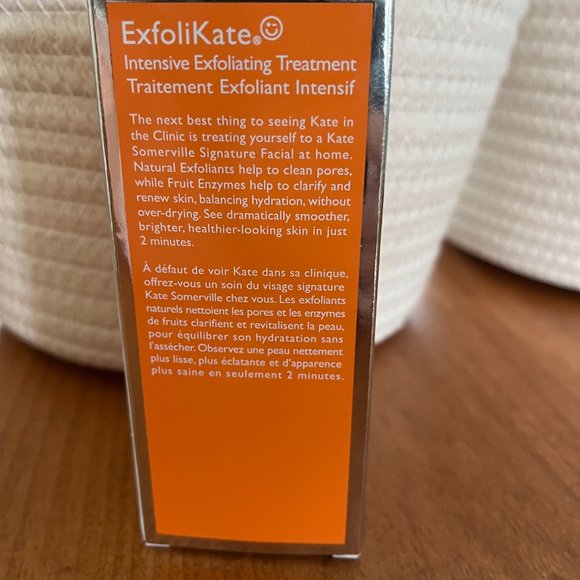 ExfoliKate®
Intensive Exfoliating Treatment
Traitement Exfoliant Intensif
The next best thing to seeing Kate in
the Clinic is treating yourself to a Kate
Somerville Signature Facial at home.
Natural Exfoliants help to clean pores,
while Fruit Enzymes help to clarify and
renew skin, balancing hydration, without
over-drying. See dramatically smoother,
brighter, healthier-looking skin in just
2 minutes.
À défaut de voir Kate dans sa clinique,
offrez-vous un soin du visage signature
Kate Somerville chez vous. Les exfoliants
naturels nettoient les pores et les enzymes
de fruits clarifient et revitalisent la peau,
pour équilibrer son hydratation sans
l'assécher. Observez une peau nettement
plus lisse, plus éclatante et d'apparence
plus saine en seulement 2 minutes.